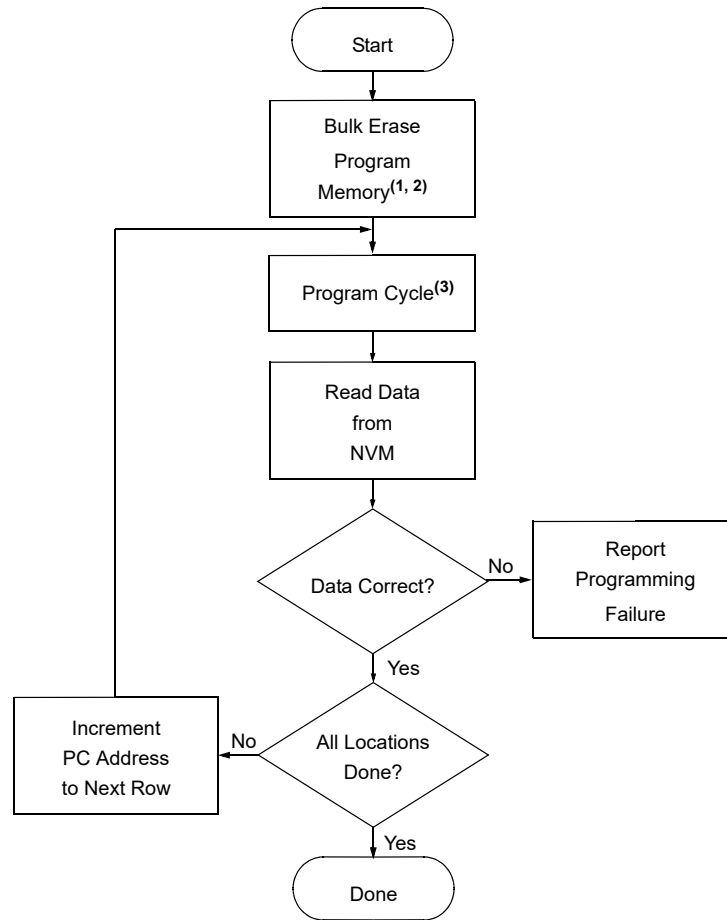 Start
Bulk Erase
Program
Memory(1, 2)
Program Cycle(3)
Read Data
from
NVM
Data Correct?
No
Report
Programming
Failure
Yes
All Locations
Done?
No
Increment
PC Address
to Next Row
Yes
Done